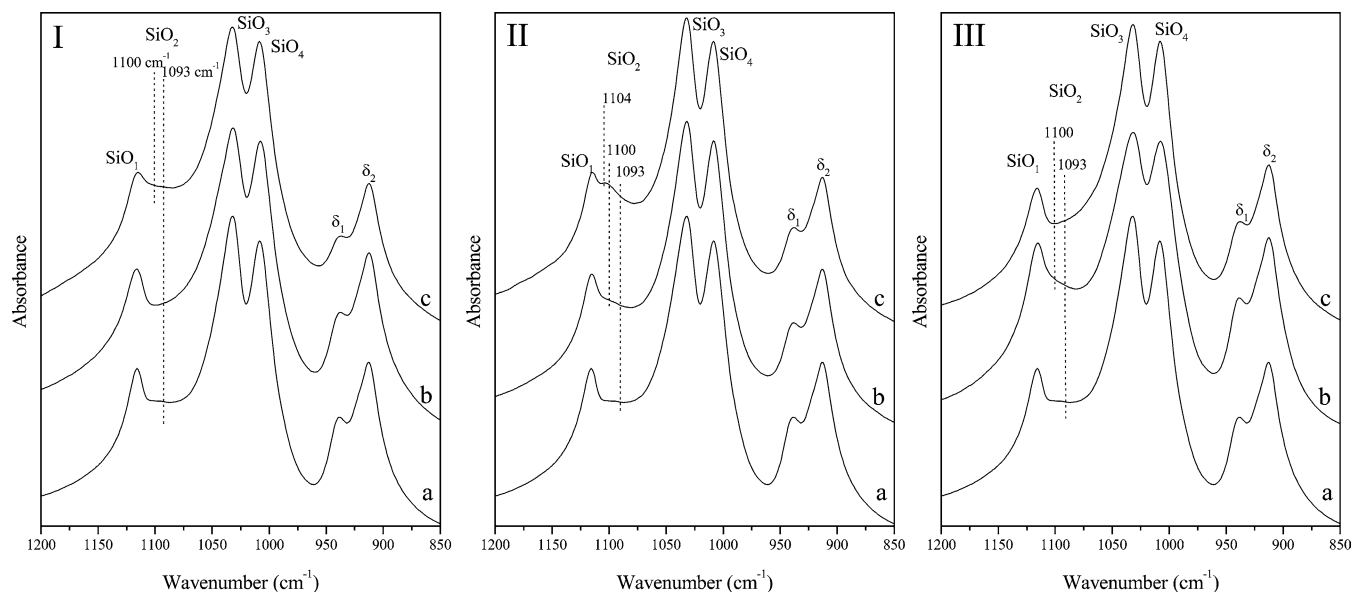 I
SiO2
1100 cm-1
1093 cm-1
SiO3
SiO4
SiO1
δ1
δ2
c
b
a
Absorbance
1200 1150 1100 1050 1000 950 900 850
Wavenumber (cm-1)
II
SiO3
SiO4
SiO2
1104
1100
1093
SiO1
δ1
δ2
c
b
a
Absorbance
1200 1150 1100 1050 1000 950 900 850
Wavenumber (cm-1)
III
SiO3
SiO4
SiO2
1100
1093
SiO1
δ1
δ2
c
b
a
Absorbance
1200 1150 1100 1050 1000 950 900 850
Wavenumber (cm-1)